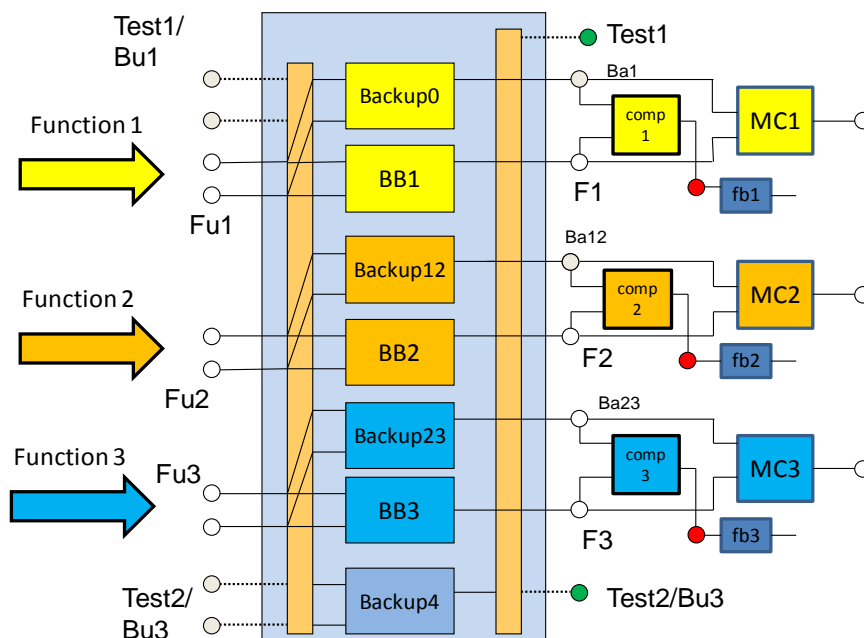 Test1/
Bu1
Test1
Function 1
Fu1
Backup0
BB1
Ba1
comp
1
MC1
F1
fb1
Function 2
Fu2
Backup12
BB2
Ba12
comp
2
MC2
F2
fb2
Function 3
Fu3
Backup23
BB3
Ba23
comp
3
MC3
F3
fb3
Test2/
Bu3
Backup4
Test2/Bu3